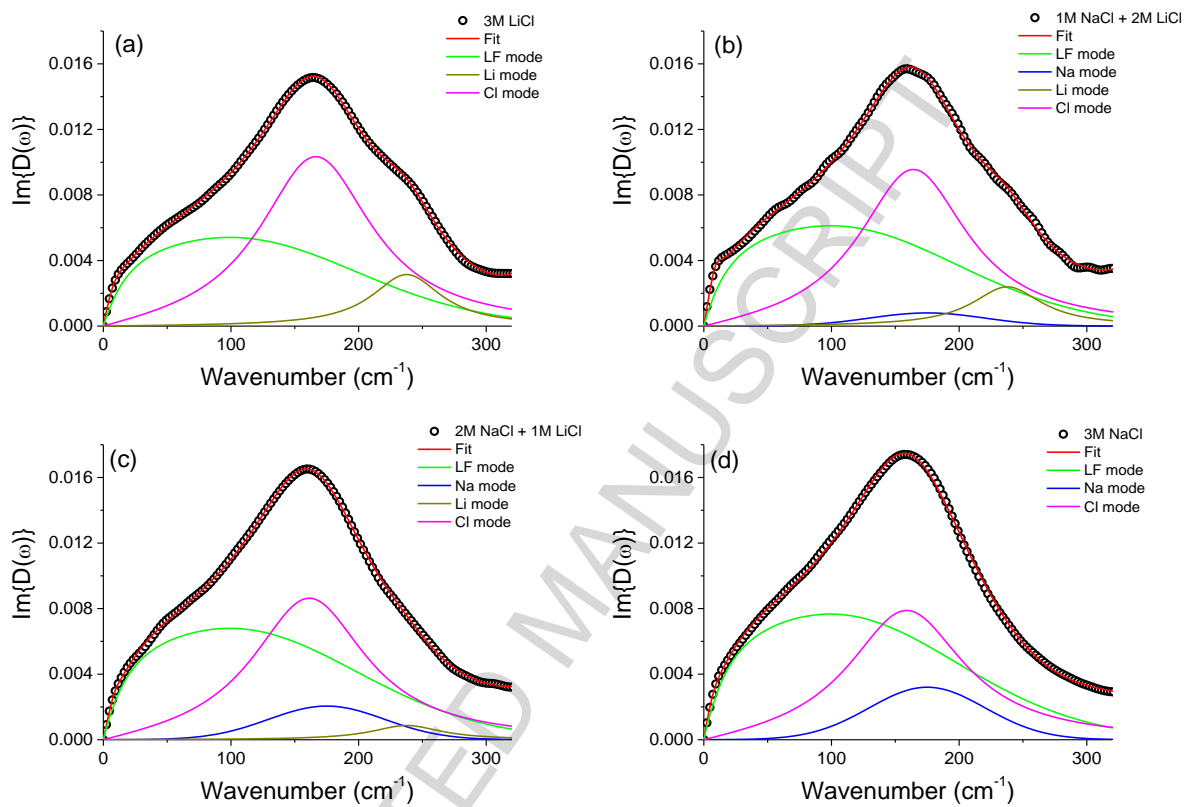 (a)
3M LiCl
Fit
LF mode
Li mode
Cl mode
0.016
0.012
0.008
0.004
0.000
Im{D(ω)}
0 100 200 300
Wavenumber (cm⁻¹)
(b)
1M NaCl + 2M LiCl
Fit
LF mode
Na mode
Li mode
Cl mode
0.016
0.012
0.008
0.004
0.000
Im{D(ω)}
0 100 200 300
Wavenumber (cm⁻¹)
(c)
2M NaCl + 1M LiCl
Fit
LF mode
Na mode
Li mode
Cl mode
0.016
0.012
0.008
0.004
0.000
Im{D(ω)}
0 100 200 300
Wavenumber (cm⁻¹)
(d)
3M NaCl
Fit
LF mode
Na mode
Cl mode
0.016
0.012
0.008
0.004
0.000
Im{D(ω)}
0 100 200 300
Wavenumber (cm⁻¹)
TED MANUSCRIPT